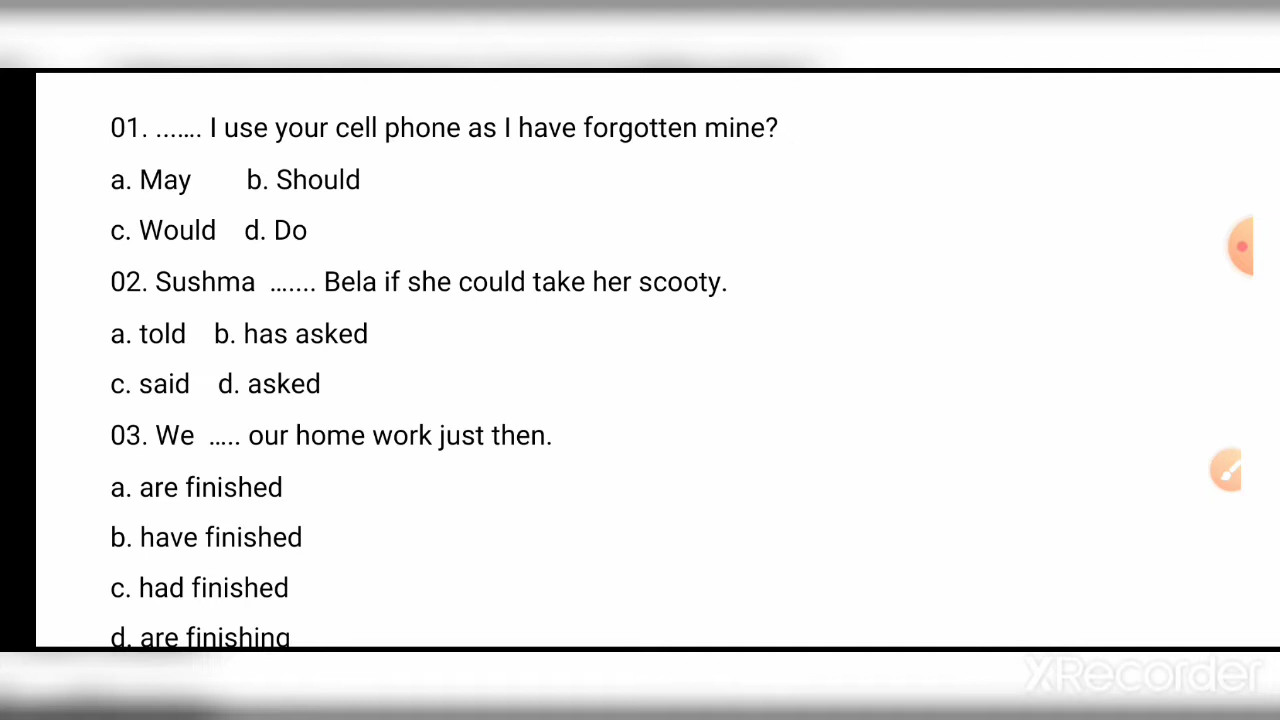 01. ....... I use your cell phone as I have forgotten mine?
a. May b. Should
c. Would d. Do
02. Sushma ....... Bela if she could take her scooty.
a. told b. has asked
c. said d. asked
03. We ..... our home work just then.
a. are finished
b. have finished
c. had finished
d. are finishing
XRecorder